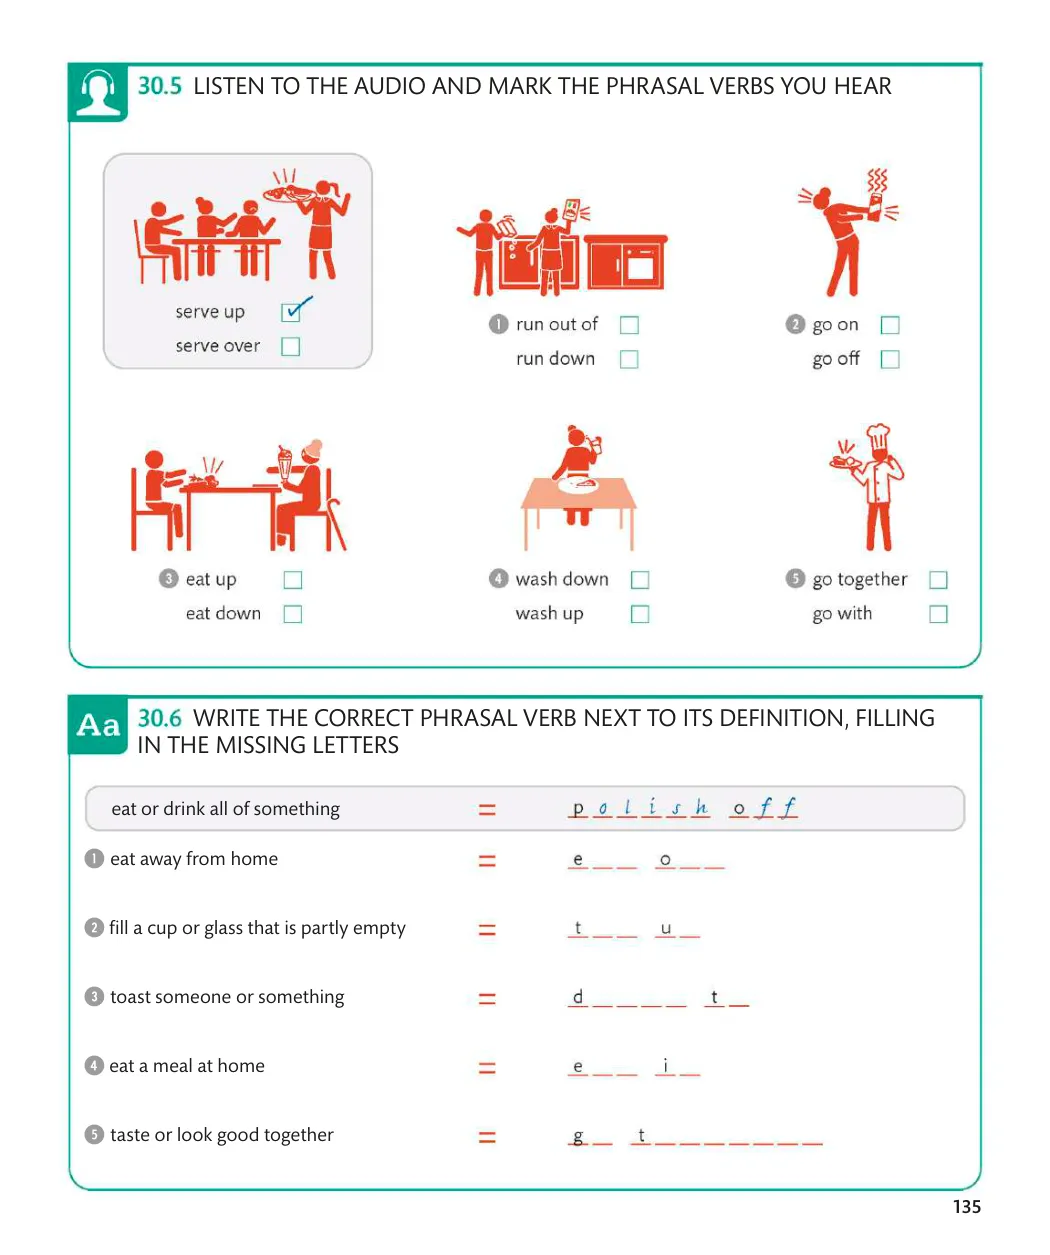 30.5 LISTEN TO THE AUDIO AND MARK THE PHRASAL VERBS YOU HEAR
serve up
serve over
1 run out of
run down
2 go on
go off
3 eat up
eat down
4 wash down
wash up
5 go together
go with
Aa 30.6 WRITE THE CORRECT PHRASAL VERB NEXT TO ITS DEFINITION, FILLING
IN THE MISSING LETTERS
eat or drink all of something = polish off
1 eat away from home = e _ _ o _ _
2 fill a cup or glass that is partly empty = t _ _ u _
3 toast someone or something = d _ _ _ _ t _
4 eat a meal at home = e _ _ i _
5 taste or look good together = g _ t _ _ _ _ _ _ _
135